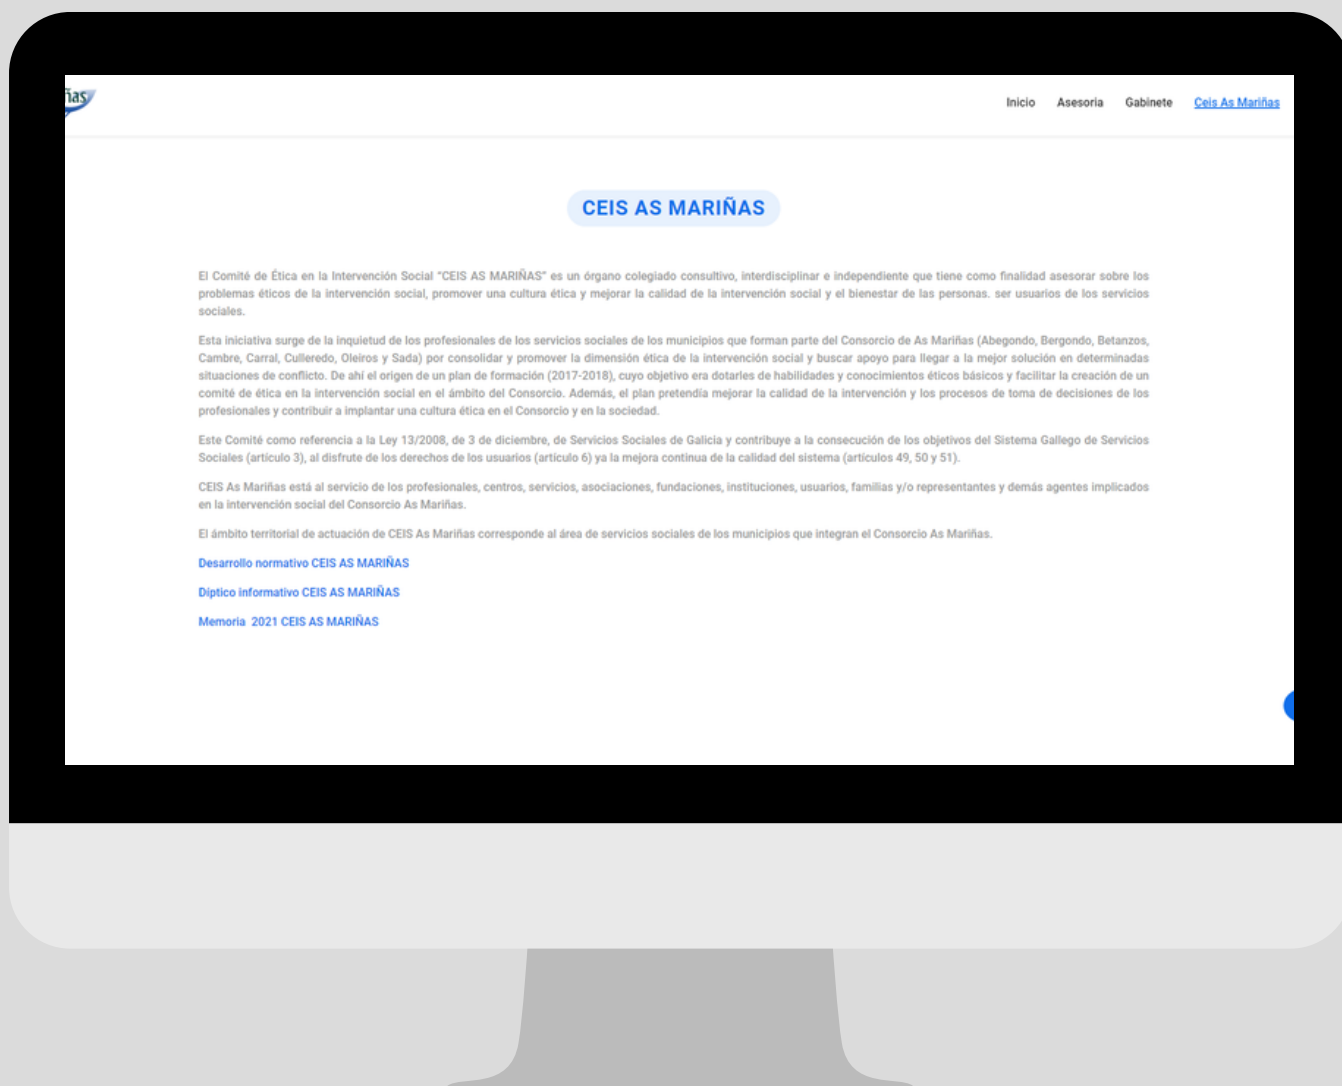 ñas
Inicio Asesoria Gabinete Ceis As Mariñas
CEIS AS MARIÑAS
El Comité de Ética en la Intervención Social "CEIS AS MARIÑAS" es un órgano colegiado consultivo, interdisciplinar e independiente que tiene como finalidad asesorar sobre los
problemas éticos de la intervención social, promover una cultura ética y mejorar la calidad de la intervención social y el bienestar de las personas. ser usuarios de los servicios
sociales.
Esta iniciativa surge de la inquietud de los profesionales de los servicios sociales de los municipios que forman parte del Consorcio de As Mariñas (Abegondo, Bergondo, Betanzos,
Cambre, Carral, Culleredo, Oleiros y Sada) por consolidar y promover la dimensión ética de la intervención social y buscar apoyo para llegar a la mejor solución en determinadas
situaciones de conflicto. De ahí el origen de un plan de formación (2017-2018), cuyo objetivo era dotarles de habilidades y conocimientos éticos básicos y facilitar la creación de un
comité de ética en la intervención social en el ámbito del Consorcio. Además, el plan pretendía mejorar la calidad de la intervención y los procesos de toma de decisiones de los
profesionales y contribuir a implantar una cultura ética en el Consorcio y en la sociedad.
Este Comité como referencia a la Ley 13/2008, de 3 de diciembre, de Servicios Sociales de Galicia y contribuye a la consecución de los objetivos del Sistema Gallego de Servicios
Sociales (artículo 3), al disfrute de los derechos de los usuarios (artículo 6) ya la mejora continua de la calidad del sistema (artículos 49, 50 y 51).
CEIS As Mariñas está al servicio de los profesionales, centros, servicios, asociaciones, fundaciones, instituciones, usuarios, familias y/o representantes y demás agentes implicados
en la intervención social del Consorcio As Mariñas.
El ámbito territorial de actuación de CEIS As Mariñas corresponde al área de servicios sociales de los municipios que integran el Consorcio As Mariñas.
Desarrollo normativo CEIS AS MARIÑAS
Díptico informativo CEIS AS MARIÑAS
Memoria 2021 CEIS AS MARIÑAS